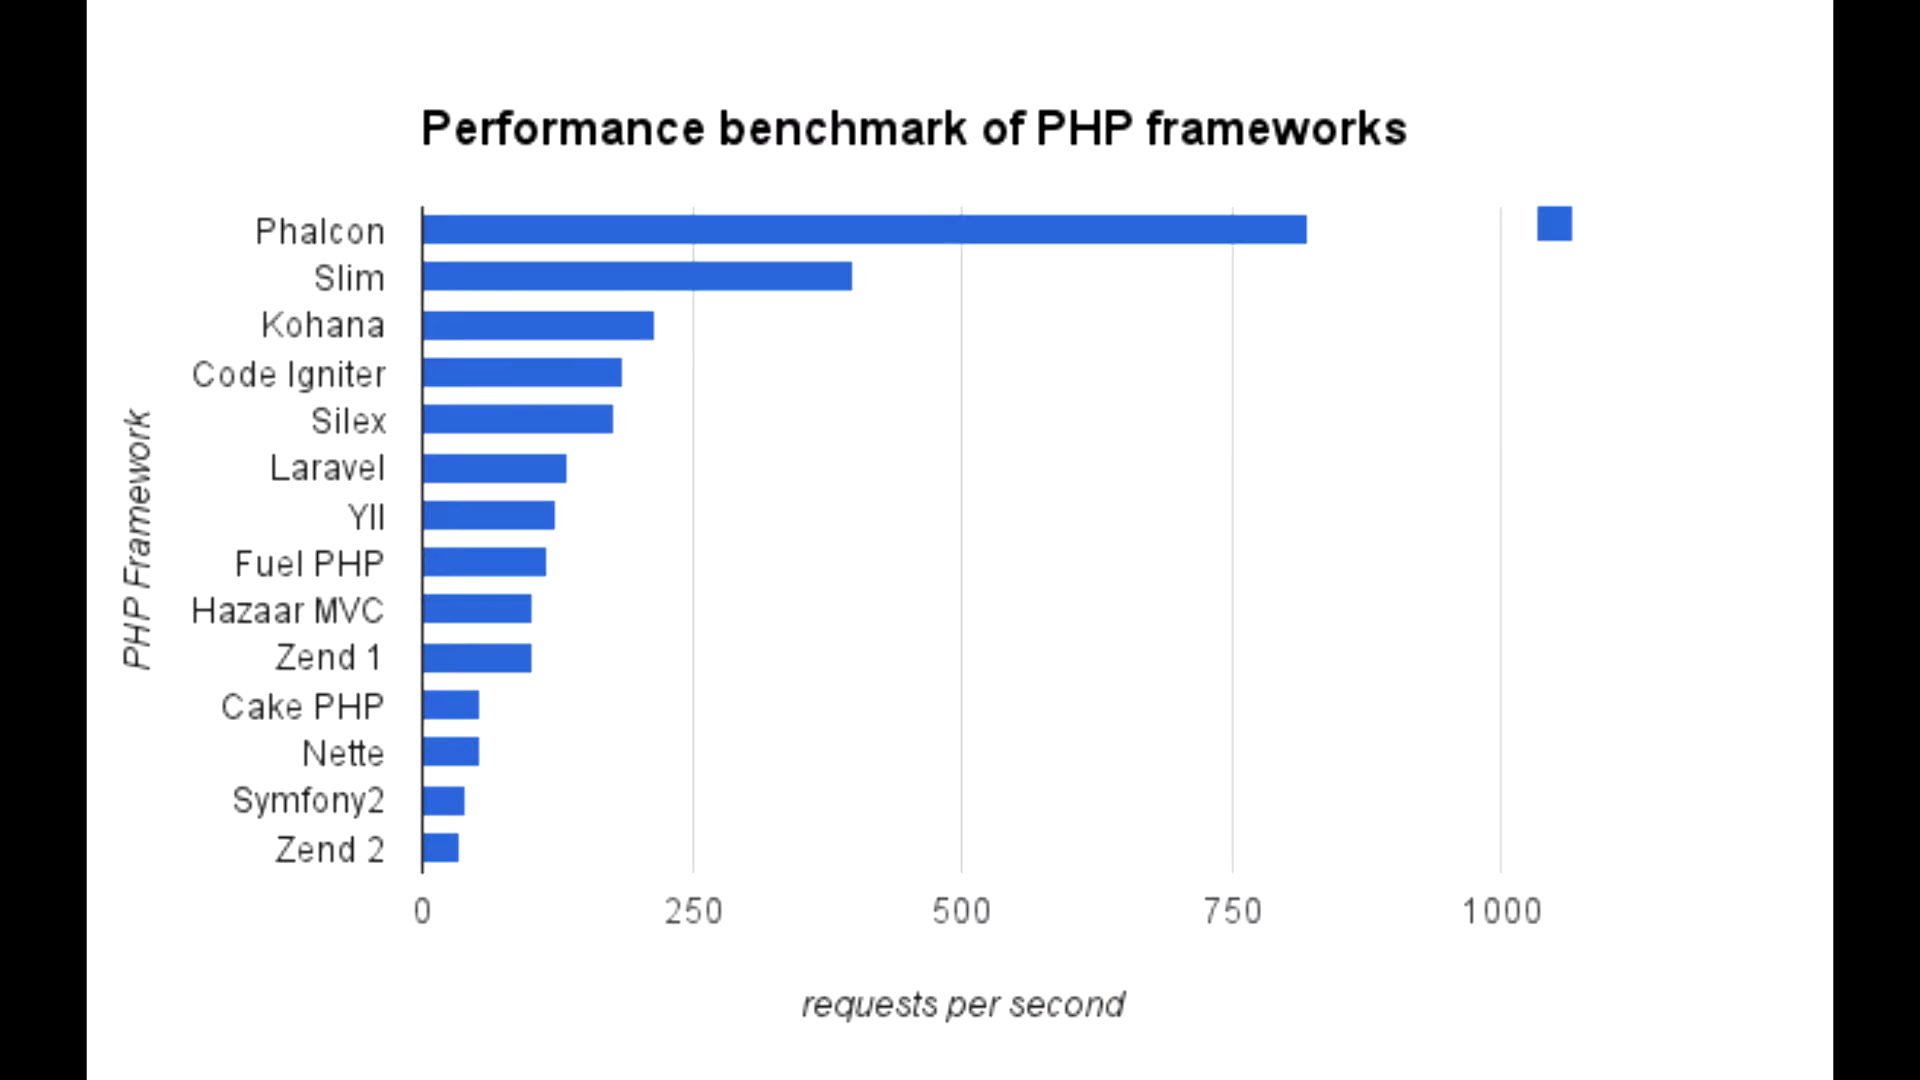 Performance benchmark of PHP frameworks
Phalcon
Slim
Kohana
Code Igniter
Silex
Laravel
YII
Fuel PHP
Hazaar MVC
Zend 1
Cake PHP
Nette
Symfony2
Zend 2
PHP Framework
0 250 500 750 1000
requests per second